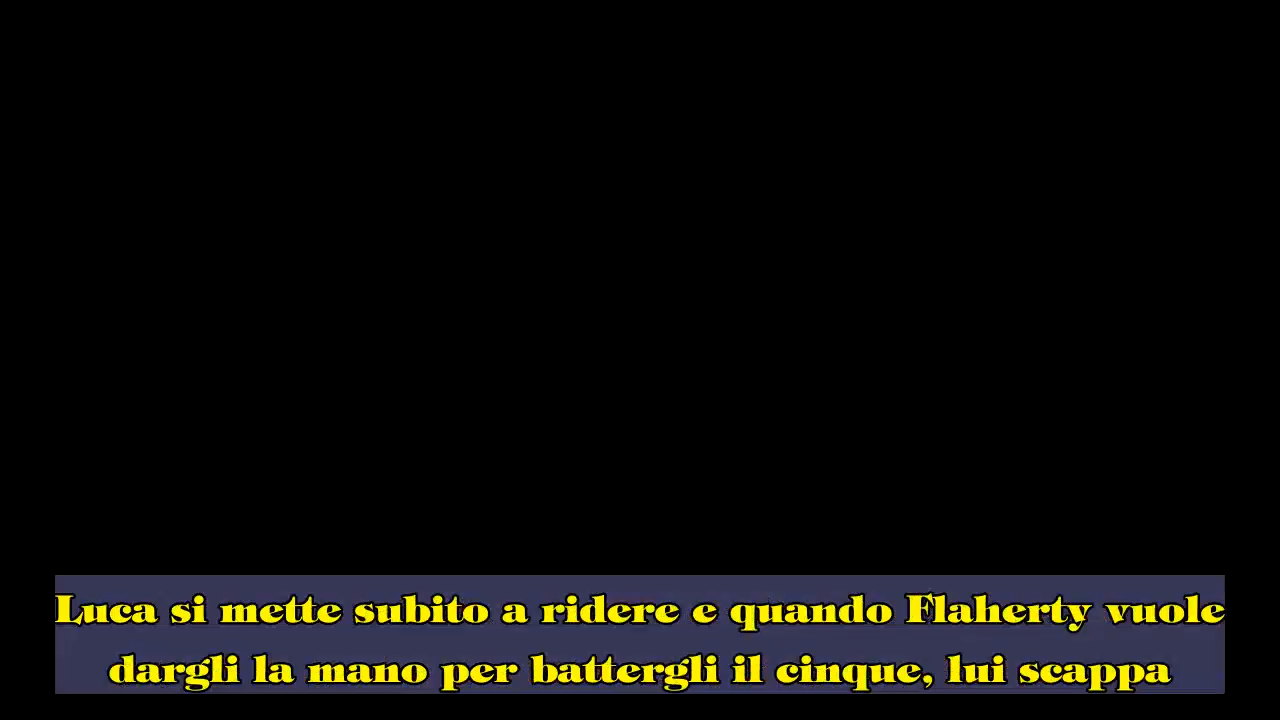 Luca si mette subito a ridere e quando Flaherty vuole
dargli la mano per battergli il cinque, lui scappa